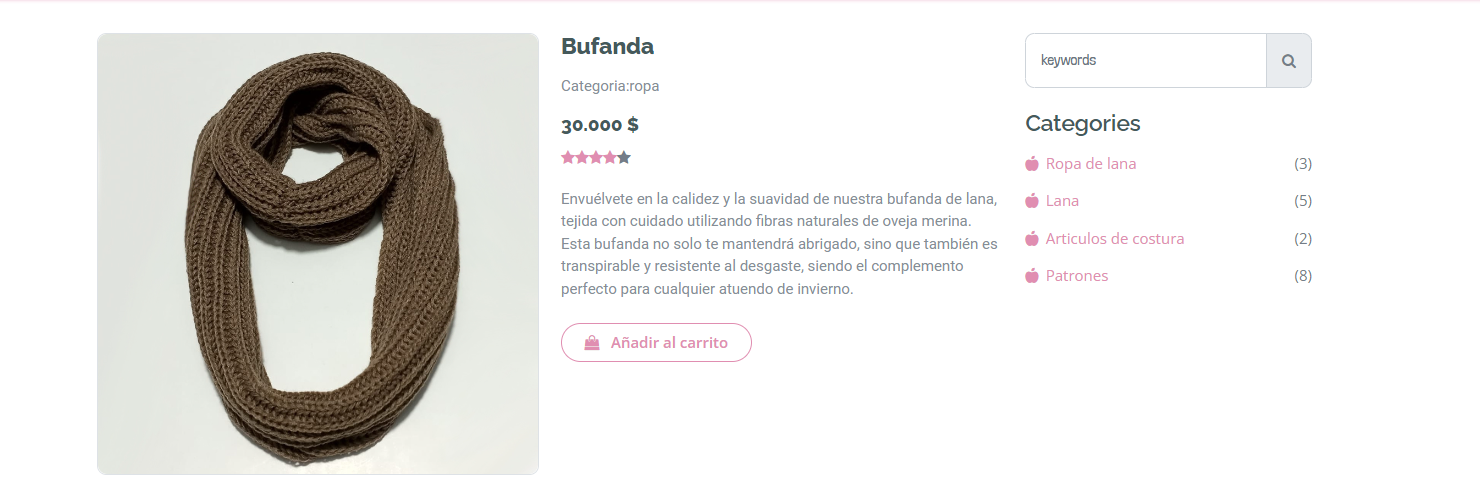 Bufanda
Categoria:ropa
30.000 $
Envuélvete en la calidez y la suavidad de nuestra bufanda de lana,
tejida con cuidado utilizando fibras naturales de oveja merina.
Esta bufanda no solo te mantendrá abrigado, sino que también es
transpirable y resistente al desgaste, siendo el complemento
perfecto para cualquier atuendo de invierno.
Añadir al carrito
keywords
Categories
Ropa de lana (3)
Lana (5)
Articulos de costura (2)
Patrones (8)